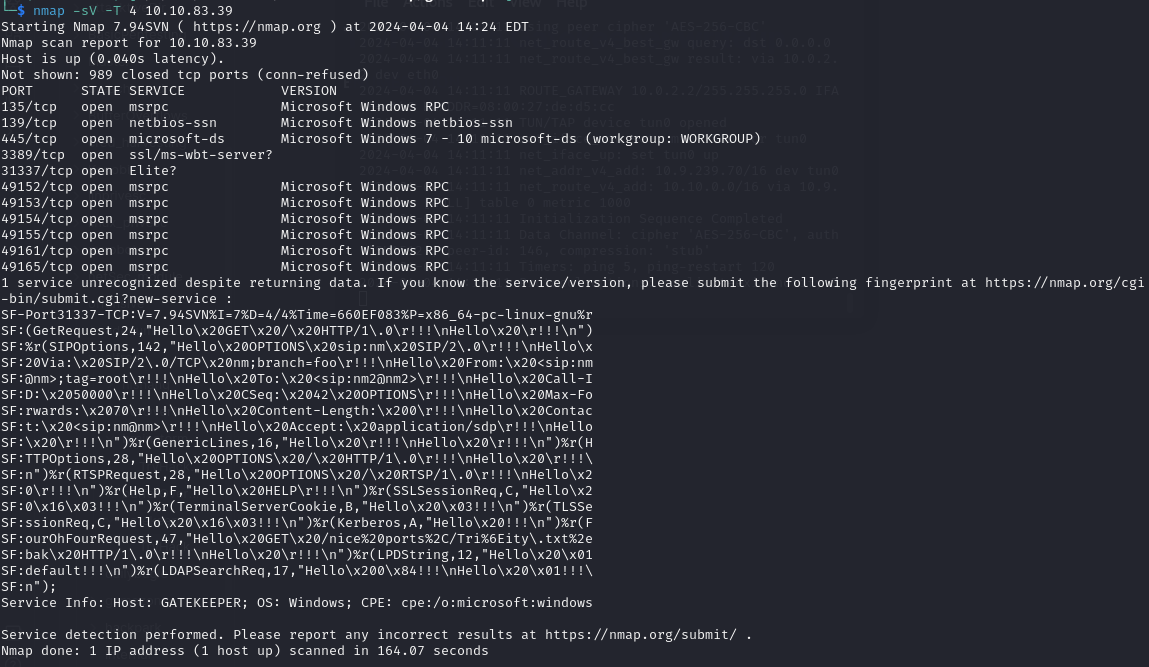 └─$ nmap -sV -T 4 10.10.83.39
Starting Nmap 7.94SVN ( https://nmap.org ) at 2024-04-04 14:24 EDT
Nmap scan report for 10.10.83.39
Host is up (0.040s latency).
Not shown: 989 closed tcp ports (conn-refused)
PORT      STATE SERVICE            VERSION
135/tcp   open  msrpc              Microsoft Windows RPC
139/tcp   open  netbios-ssn        Microsoft Windows netbios-ssn
445/tcp   open  microsoft-ds       Microsoft Windows 7 - 10 microsoft-ds (workgroup: WORKGROUP)
3389/tcp  open  ssl/ms-wbt-server?
31337/tcp open  Elite?
49152/tcp open  msrpc              Microsoft Windows RPC
49153/tcp open  msrpc              Microsoft Windows RPC
49154/tcp open  msrpc              Microsoft Windows RPC
49155/tcp open  msrpc              Microsoft Windows RPC
49161/tcp open  msrpc              Microsoft Windows RPC
49165/tcp open  msrpc              Microsoft Windows RPC
1 service unrecognized despite returning data. If you know the service/version, please submit the following fingerprint at https://nmap.org/cgi
-bin/submit.cgi?new-service :
SF-Port31337-TCP:V=7.94SVN%I=7%D=4/4%Time=660EF083%P=x86_64-pc-linux-gnu%r
SF:(GetRequest,24,"Hello\x20GET\x20/\x20HTTP/1\.0\r!!!\nHello\x20\r!!!\n")
SF:%r(SIPOptions,142,"Hello\x20OPTIONS\x20sip:nm\x20SIP/2\.0\r!!!\nHello\x
SF:20Via:\x20SIP/2\.0/TCP\x20nm;branch=foo\r!!!\nHello\x20From:\x20<sip:nm
SF:@nm>;tag=root\r!!!\nHello\x20To:\x20<sip:nm2@nm2>\r!!!\nHello\x20Call-I
SF:D:\x2050000\r!!!\nHello\x20CSeq:\x2042\x20OPTIONS\r!!!\nHello\x20Max-Fo
SF:rwards:\x2070\r!!!\nHello\x20Content-Length:\x200\r!!!\nHello\x20Contac
SF:t:\x20<sip:nm@nm>\r!!!\nHello\x20Accept:\x20application/sdp\r!!!\nHello
SF:\x20\r!!!\n")%r(GenericLines,16,"Hello\x20\r!!!\nHello\x20\r!!!\n")%r(H
SF:TTPOptions,28,"Hello\x20OPTIONS\x20/\x20HTTP/1\.0\r!!!\nHello\x20\r!!!\
SF:n")%r(RTSPRequest,28,"Hello\x20OPTIONS\x20/\x20RTSP/1\.0\r!!!\nHello\x2
SF:0\r!!!\n")%r(Help,F,"Hello\x20HELP\r!!!\n")%r(SSLSessionReq,C,"Hello\x2
SF:0\x16\x03!!!\n")%r(TerminalServerCookie,B,"Hello\x20\x03!!!\n")%r(TLSSe
SF:ssionReq,C,"Hello\x20\x16\x03!!!\n")%r(Kerberos,A,"Hello\x20!!!\n")%r(F
SF:ourOhFourRequest,47,"Hello\x20GET\x20/nice%20ports%2C/Tri%6Eity\.txt%2e
SF:bak\x20HTTP/1\.0\r!!!\nHello\x20\r!!!\n")%r(LPDString,12,"Hello\x20\x01
SF:default!!!\n")%r(LDAPSearchReq,17,"Hello\x200\x84!!!\nHello\x20\x01!!!\
SF:n");
Service Info: Host: GATEKEEPER; OS: Windows; CPE: cpe:/o:microsoft:windows
Service detection performed. Please report any incorrect results at https://nmap.org/submit/ .
Nmap done: 1 IP address (1 host up) scanned in 164.07 seconds